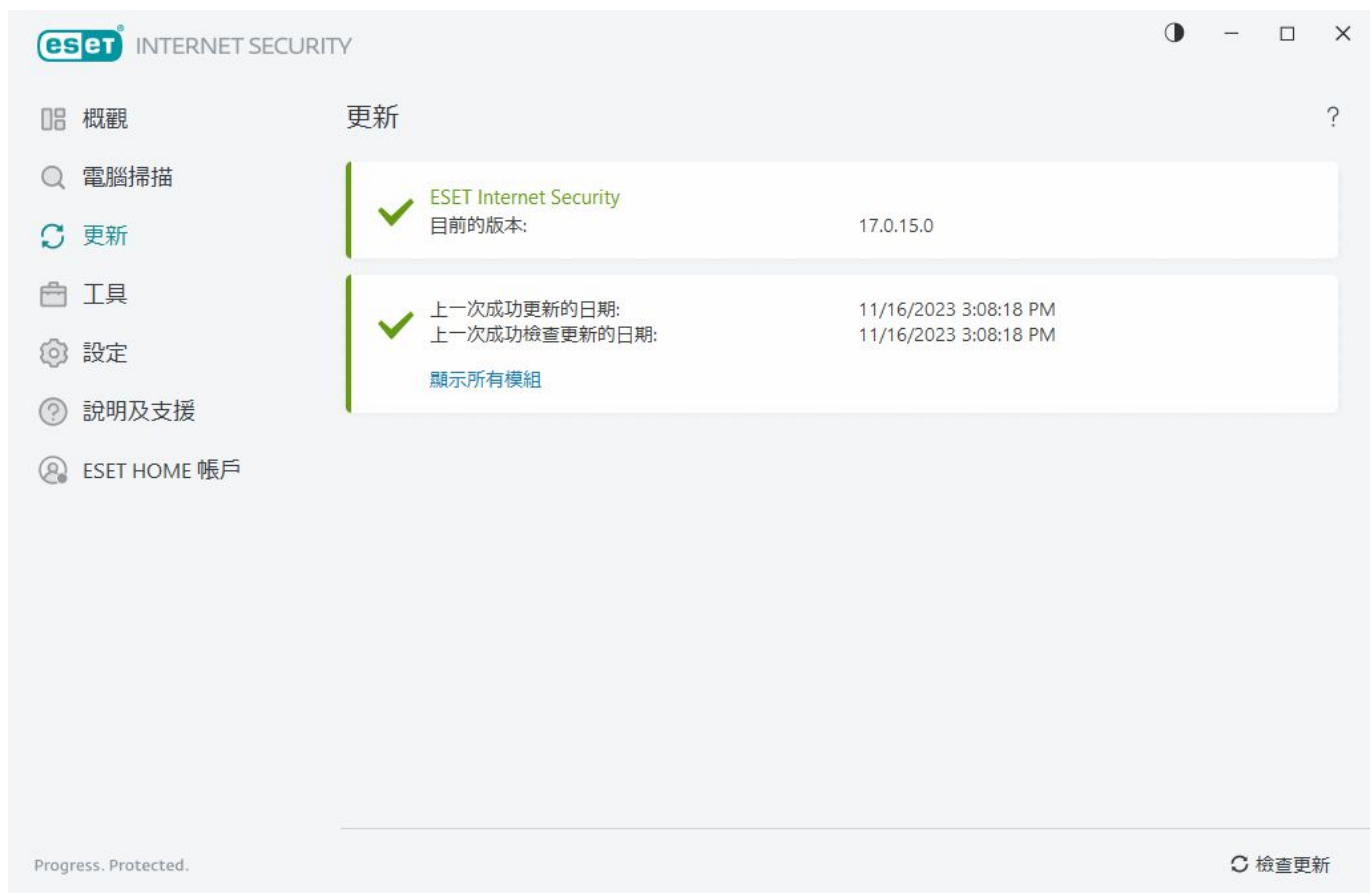 eset® INTERNET SECURITY
概觀
電腦掃描
更新
工具
設定
說明及支援
ESET HOME 帳戶
更新
?
ESET Internet Security
目前的版本: 17.0.15.0
上一次成功更新的日期: 11/16/2023 3:08:18 PM
上一次成功檢查更新的日期: 11/16/2023 3:08:18 PM
顯示所有模組
Progress. Protected.
檢查更新